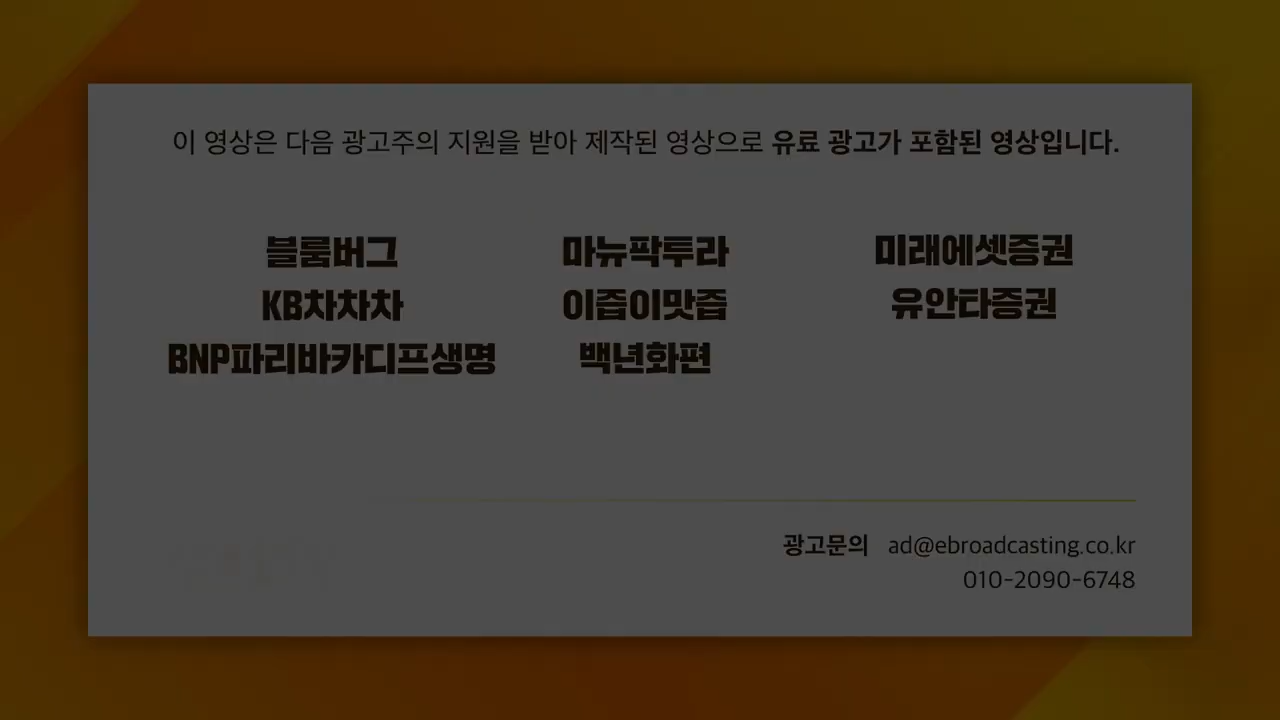 이 영상은 다음 광고주의 지원을 받아 제작된 영상으로 유료 광고가 포함된 영상입니다.
블룸버그
마뉴팍투라
미래에셋증권
KB차차차
이즙이맛즙
유안타증권
BNP파리바카디프생명
백년화편
광고문의 ad@ebroadcasting.co.kr
010-2090-6748